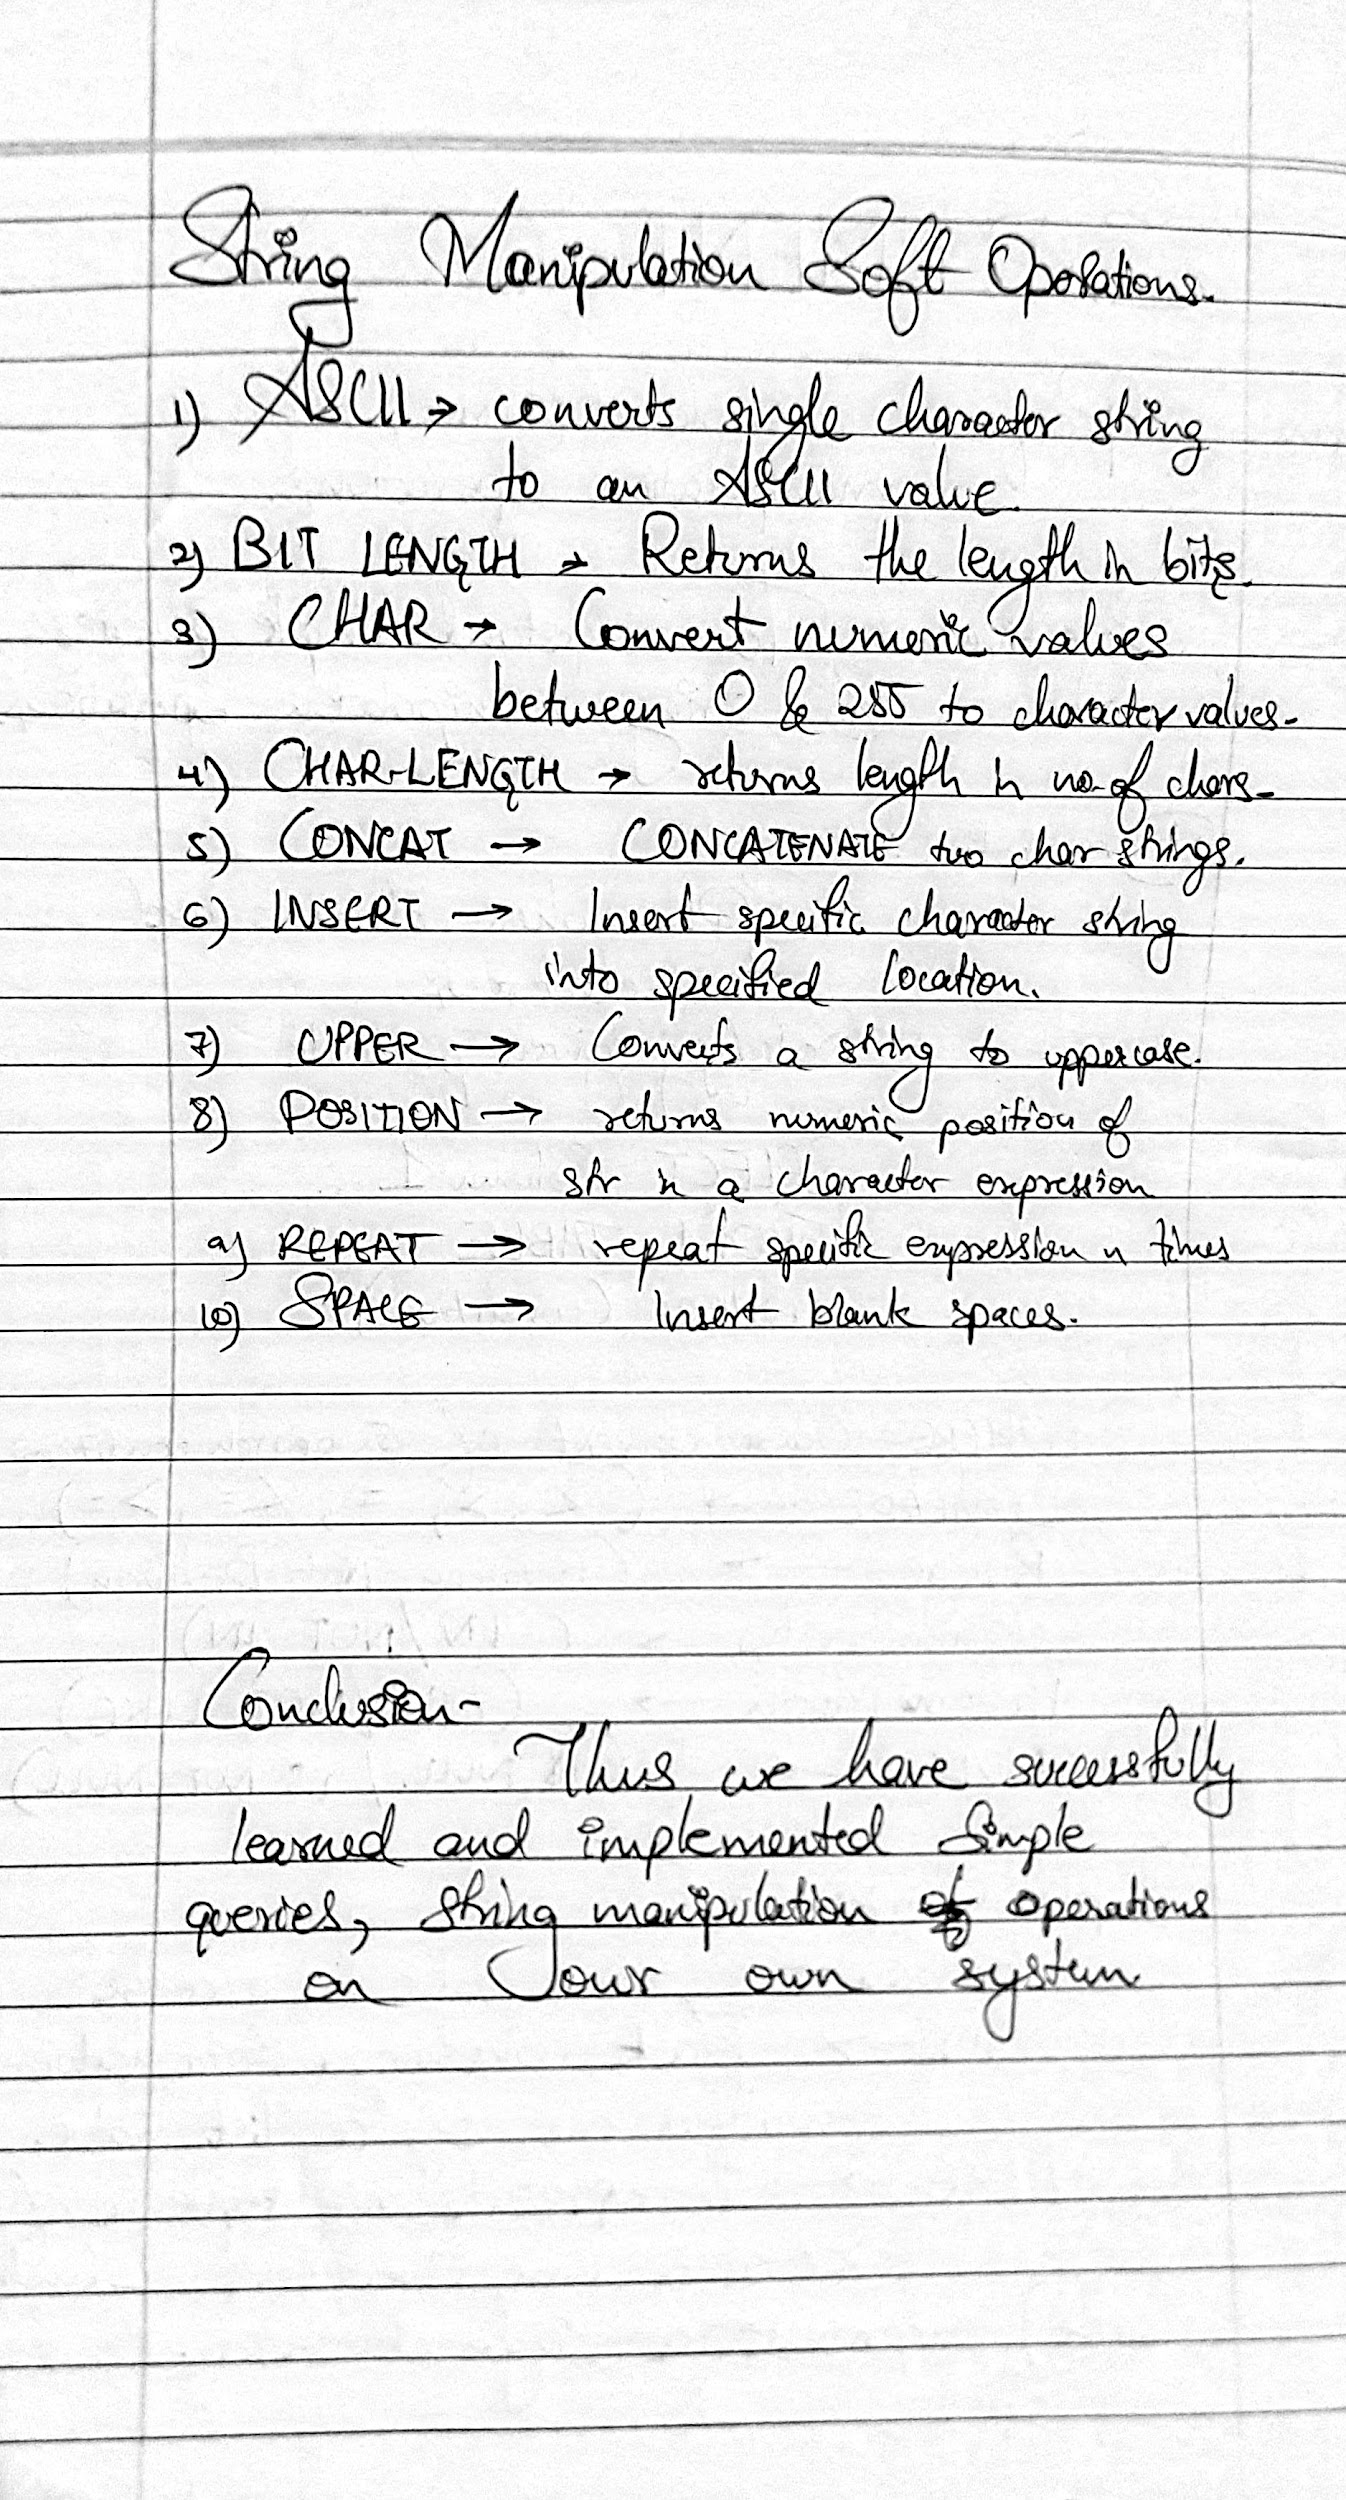 String Manipulation Soft Operations.
1) ASCII → converts single character string
to an ASCII value.
2) BIT LENGTH → Returns the length in bits.
3) CHAR → Convert numeric values
between 0 & 255 to character values.
4) CHAR-LENGTH → returns length in no. of chars.
5) CONCAT → CONCATENATE two char strings.
6) INSERT → Insert specific character string
into specified location.
7) UPPER → Converts a string to uppercase.
8) POSITION → returns numeric position of
str in a character expression
9) REPEAT → repeat specific expression n times
10) SPACE → Insert blank spaces.
Conclusion-
Thus we have successfully
learned and implemented Simple
queries, string manipulation operations
on our own system